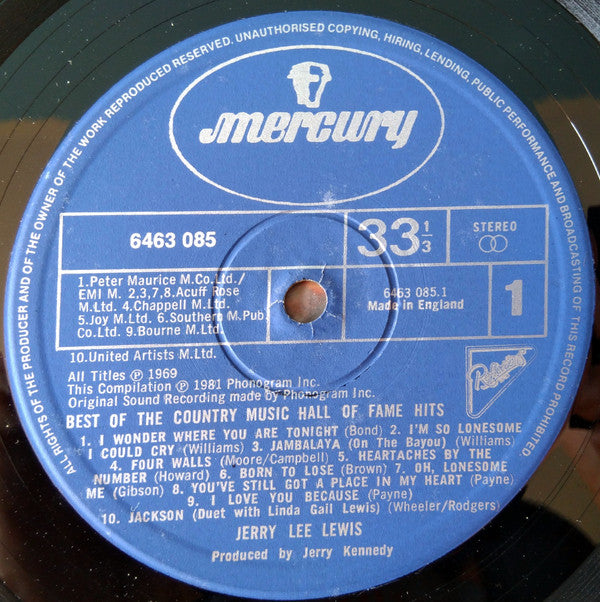 ALL RIGHTS OF THE PRODUCER AND OF THE OWNER OF THE WORK REPRODUCED RESERVED. UNAUTHORISED COPYING, HIRING, LENDING, PUBLIC PERFORMANCE AND BROADCASTING OF THIS RECORD PROHIBITED
mercury
6463 085
33 1/3
STEREO
1.Peter Maurice M.Co.Ltd./
EMI M. 2,3,7,8.Acuff Rose
M.Ltd. 4.Chappell M.Ltd.
5.Joy M.Ltd. 6.Southern M.Pub
Co.Ltd. 9.Bourne M.Ltd.
10.United Artists M.Ltd.
6463 085.1
Made in England
1
All Titles ℗ 1969
This Compilation ℗ 1981 Phonogram Inc.
Original Sound Recording made by Phonogram Inc.
BEST OF THE COUNTRY MUSIC HALL OF FAME HITS
1. I WONDER WHERE YOU ARE TONIGHT (Bond) 2. I'M SO LONESOME
I COULD CRY (Williams) 3. JAMBALAYA (On The Bayou) (Williams)
4. FOUR WALLS (Moore/Campbell) 5. HEARTACHES BY THE
NUMBER (Howard) 6. BORN TO LOSE (Brown) 7. OH, LONESOME
ME (Gibson) 8. YOU'VE STILL GOT A PLACE IN MY HEART (Payne)
9. I LOVE YOU BECAUSE (Payne)
10. JACKSON (Duet with Linda Gail Lewis) (Wheeler/Rodgers)
JERRY LEE LEWIS
Produced by Jerry Kennedy